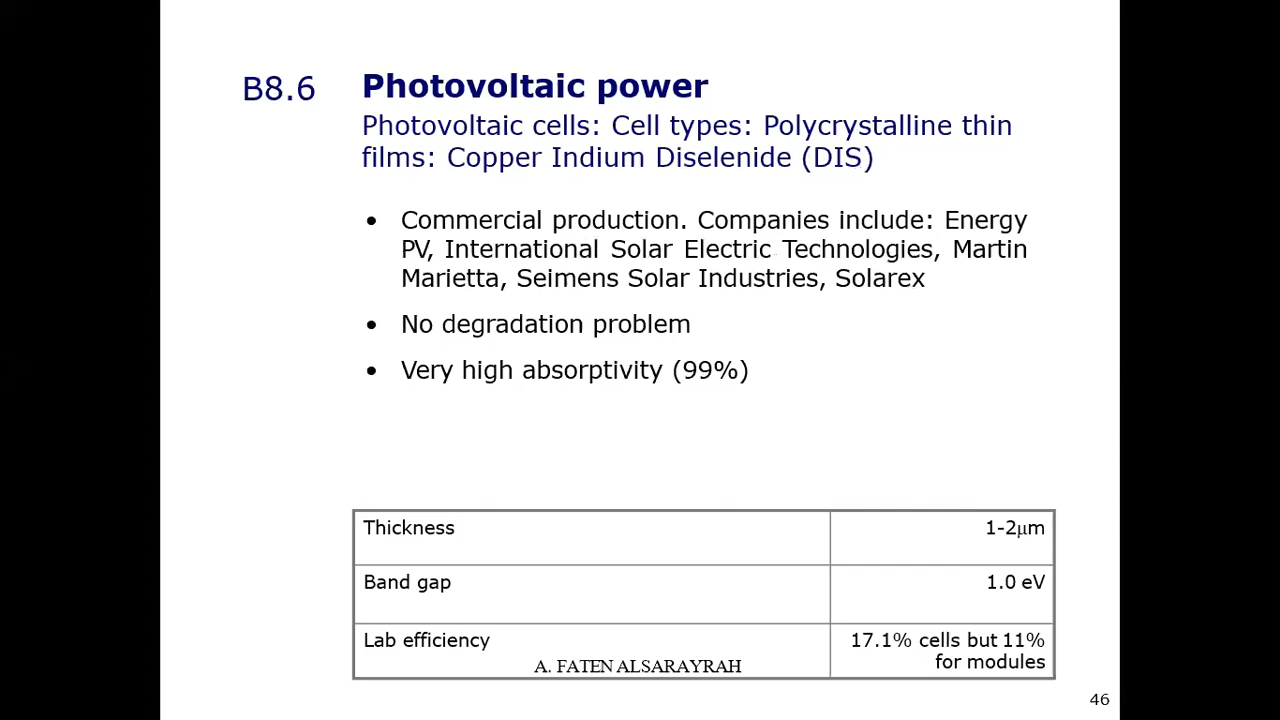 B8.6
Photovoltaic power
Photovoltaic cells: Cell types: Polycrystalline thin
films: Copper Indium Diselenide (DIS)
• Commercial production. Companies include: Energy
PV, International Solar Electric Technologies, Martin
Marietta, Seimens Solar Industries, Solarex
• No degradation problem
• Very high absorptivity (99%)
Thickness 1-2μm
Band gap 1.0 eV
Lab efficiency 17.1% cells but 11%
for modules
A. FATEN ALSARAYRAH
46